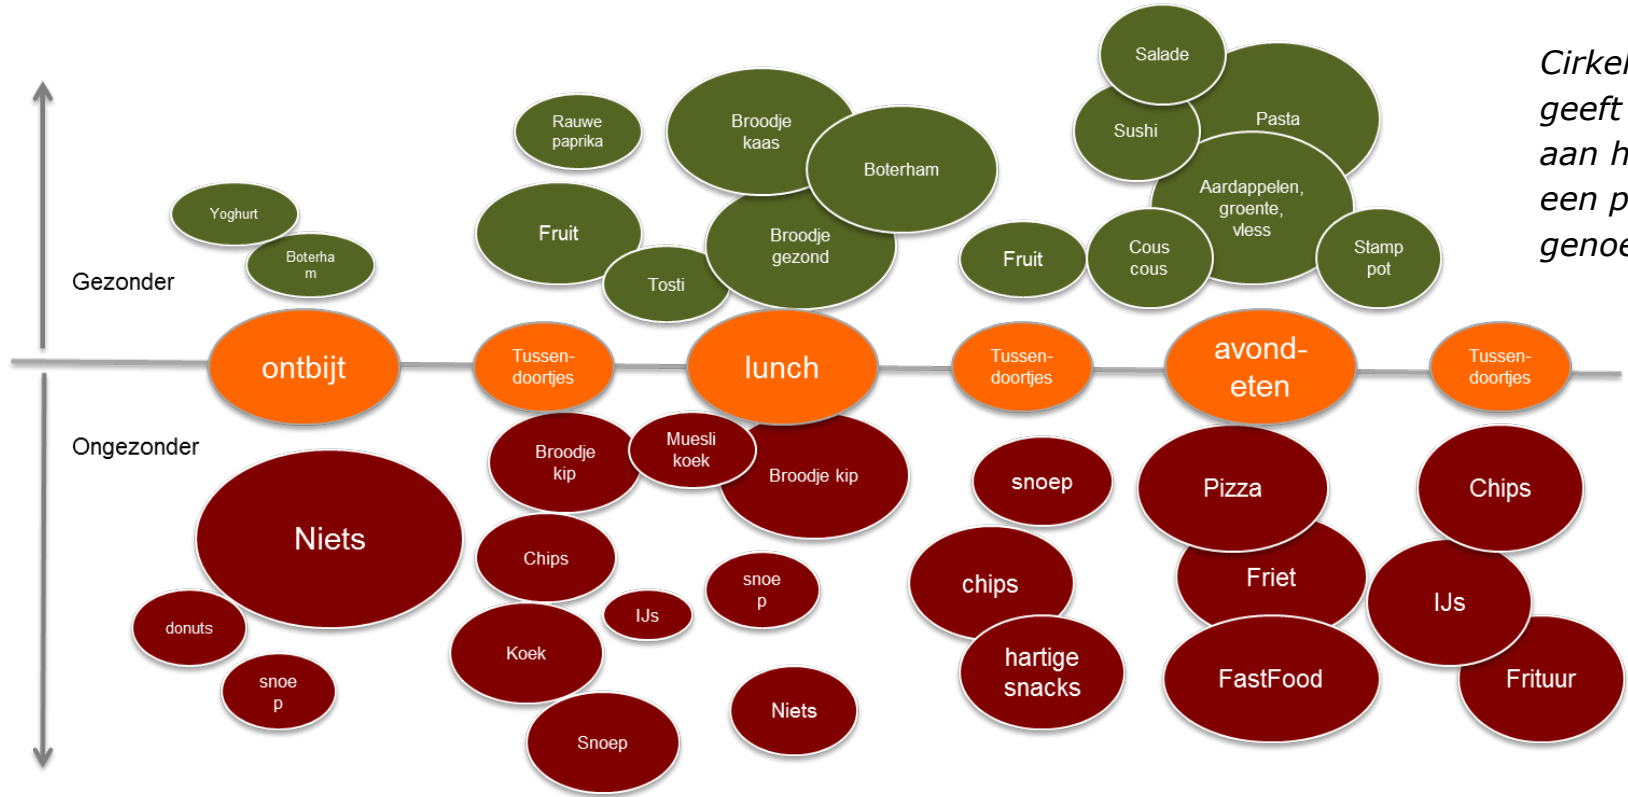 Salade
Cirkel
geeft
aan h
een p
genoe
Rauwe
paprika
Broodje
kaas
Sushi
Pasta
Boterham
Yoghurt
Fruit
Broodje
gezond
Aardappelen,
groente,
vless
Boterha
m
Tosti
Fruit
Cous
cous
Stamp
pot
Gezonder
ontbijt
Tussen-
doortjes
lunch
Tussen-
doortjes
avond-
eten
Tussen-
doortjes
Ongezonder
Broodje
kip
Muesli
koek
Broodje kip
snoep
Pizza
Chips
Niets
Chips
snoe
p
chips
Friet
IJs
donuts
IJs
Koek
hartige
snacks
FastFood
Frituur
snoe
p
Niets
Snoep